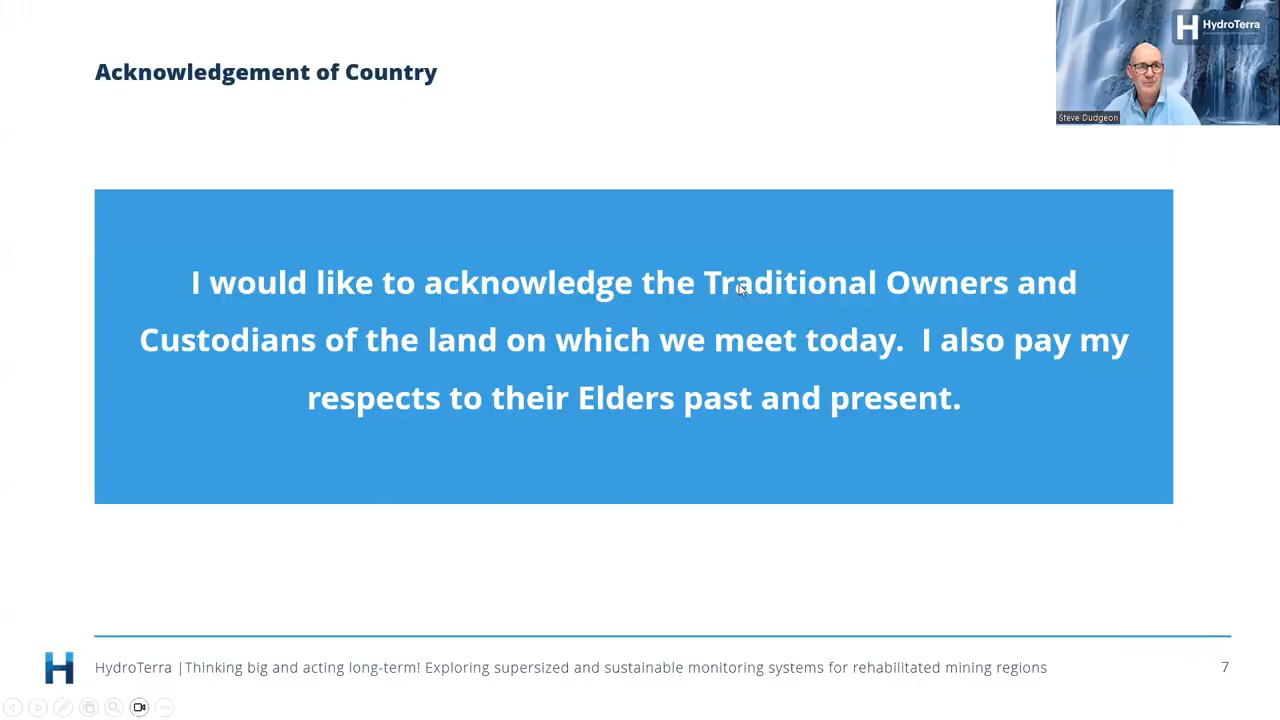 Acknowledgement of Country
HydroTerra
Steve Dudgeon
I would like to acknowledge the Traditional Owners and
Custodians of the land on which we meet today.  I also pay my
respects to their Elders past and present.
HydroTerra |Thinking big and acting long-term! Exploring supersized and sustainable monitoring systems for rehabilitated mining regions
7